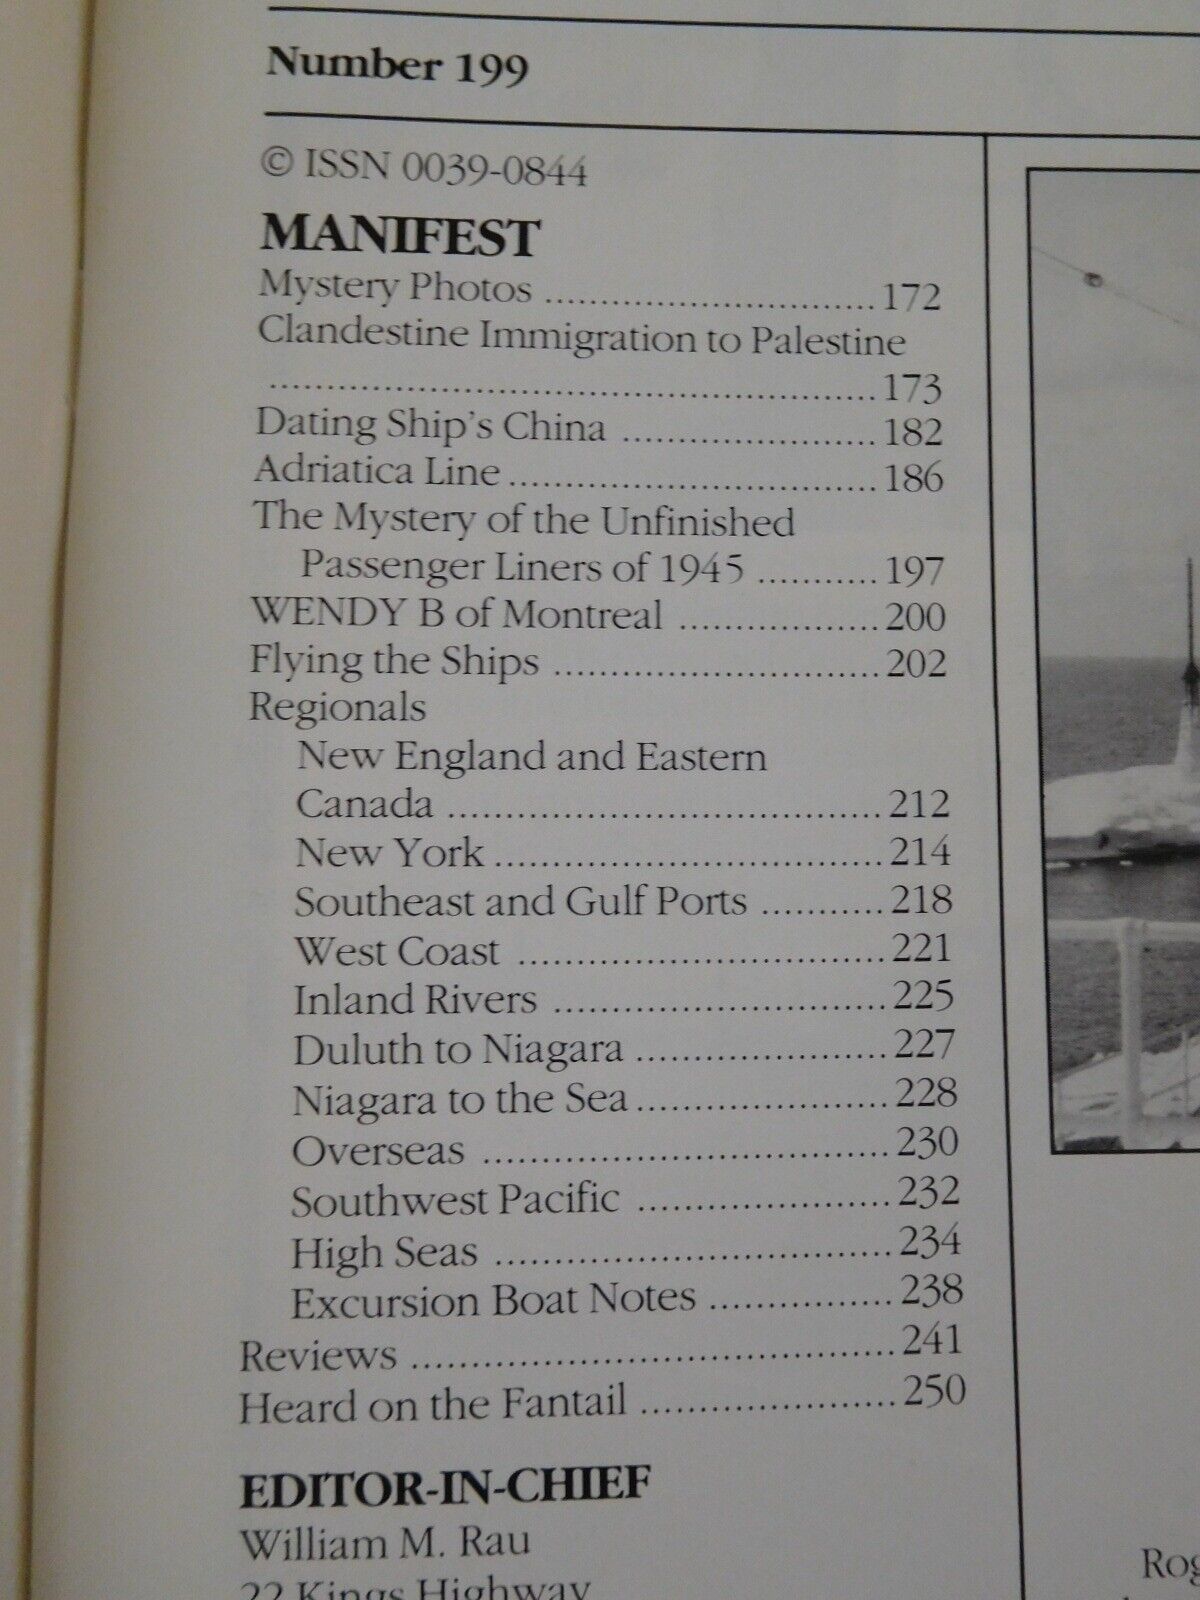 Number 199
© ISSN 0039-0844
MANIFEST
Mystery Photos ............................ 172
Clandestine Immigration to Palestine
.................................................... 173
Dating Ship's China ...................... 182
Adriatica Line ................................ 186
The Mystery of the Unfinished
Passenger Liners of 1945 ........... 197
WENDY B of Montreal .................. 200
Flying the Ships ............................ 202
Regionals
New England and Eastern
Canada ...................................... 212
New York .................................. 214
Southeast and Gulf Ports ........... 218
West Coast ................................ 221
Inland Rivers ............................. 225
Duluth to Niagara ...................... 227
Niagara to the Sea ...................... 228
Overseas .................................... 230
Southwest Pacific ...................... 232
High Seas ................................... 234
Excursion Boat Notes ................ 238
Reviews .......................................... 241
Heard on the Fantail ...................... 250
EDITOR-IN-CHIEF
William M. Rau
22 Kings Highway
Rog